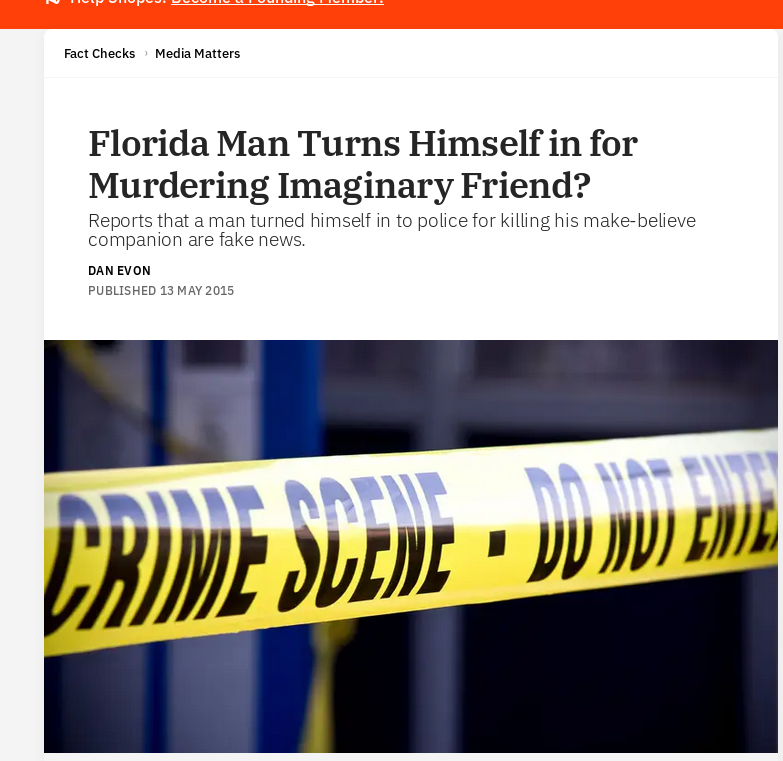 Help Snopes. Become a Founding Member!
Fact Checks › Media Matters
Florida Man Turns Himself in for
Murdering Imaginary Friend?
Reports that a man turned himself in to police for killing his make-believe
companion are fake news.
DAN EVON
PUBLISHED 13 MAY 2015
CRIME SCENE - DO NOT ENTER